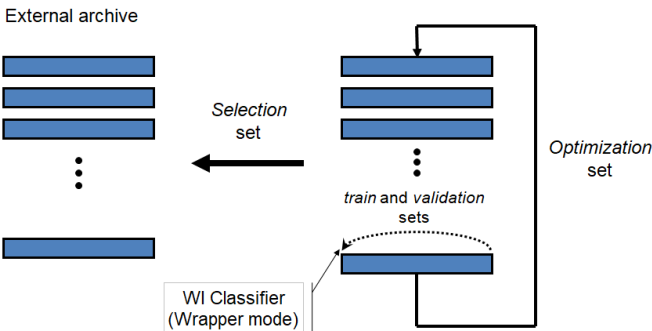 External archive
Selection
set
Optimization
set
train and validation
sets
WI Classifier
(Wrapper mode)